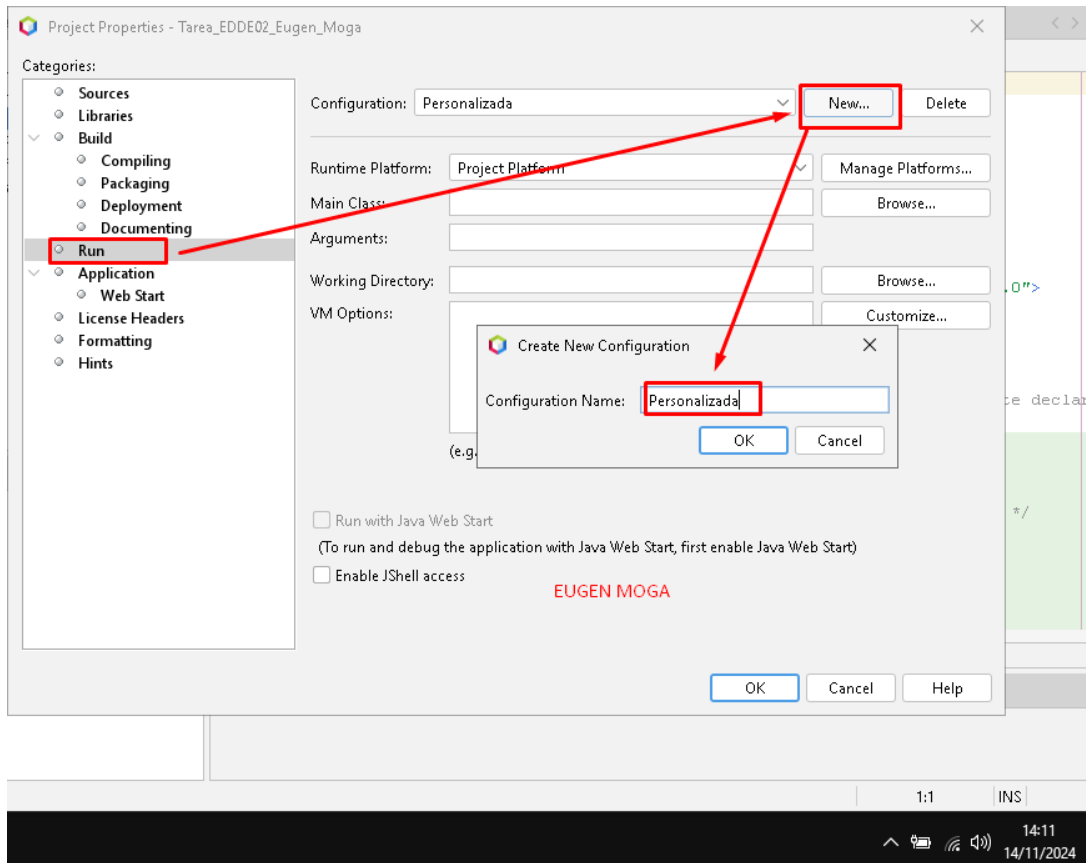 Project Properties - Tarea_EDDE02_Eugen_Moga
Categories:
Sources
Libraries
Build
Compiling
Packaging
Deployment
Documenting
Run
Application
Web Start
License Headers
Formatting
Hints
Configuration: Personalizada New... Delete
Runtime Platform: Project Platform Manage Platforms...
Main Class: Browse...
Arguments:
Working Directory: Browse...
VM Options: Customize...
(e.g.
Create New Configuration
Configuration Name: Personalizada
OK Cancel
Run with Java Web Start
(To run and debug the application with Java Web Start, first enable Java Web Start)
Enable JShell access
EUGEN MOGA
OK Cancel Help
.0">
*/
1:1 INS
14:11
14/11/2024